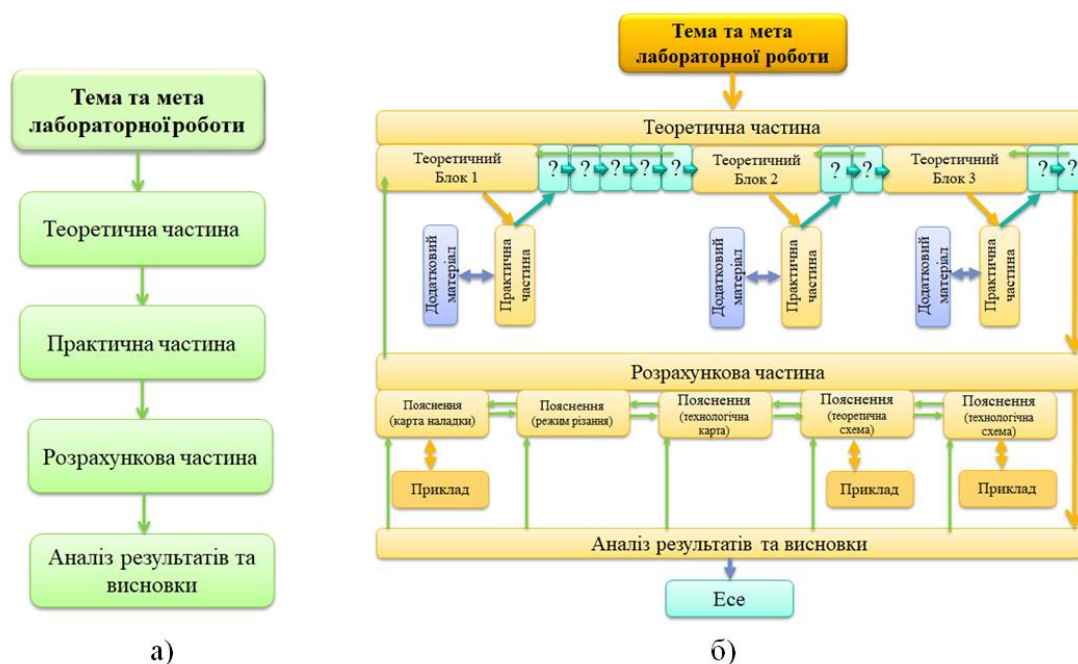 Тема та мета
лабораторної роботи
Теоретична частина
Практична частина
Розрахункова частина
Аналіз результатів та
висновки
а)
Тема та мета
лабораторної роботи
Теоретична частина
Теоретичний
Блок 1
?
?
?
?
?
Теоретичний
Блок 2
?
?
Теоретичний
Блок 3
?
?
Додатковий
матеріал
Практична
частина
Додатковий
матеріал
Практична
частина
Додатковий
матеріал
Практична
частина
Розрахункова частина
Пояснення
(карта наладки)
Пояснення
(режим різання)
Пояснення
(технологічна
карта)
Пояснення
(теоретична
схема)
Пояснення
(технологічна
схема)
Приклад
Приклад
Приклад
Аналіз результатів та висновки
Есе
б)